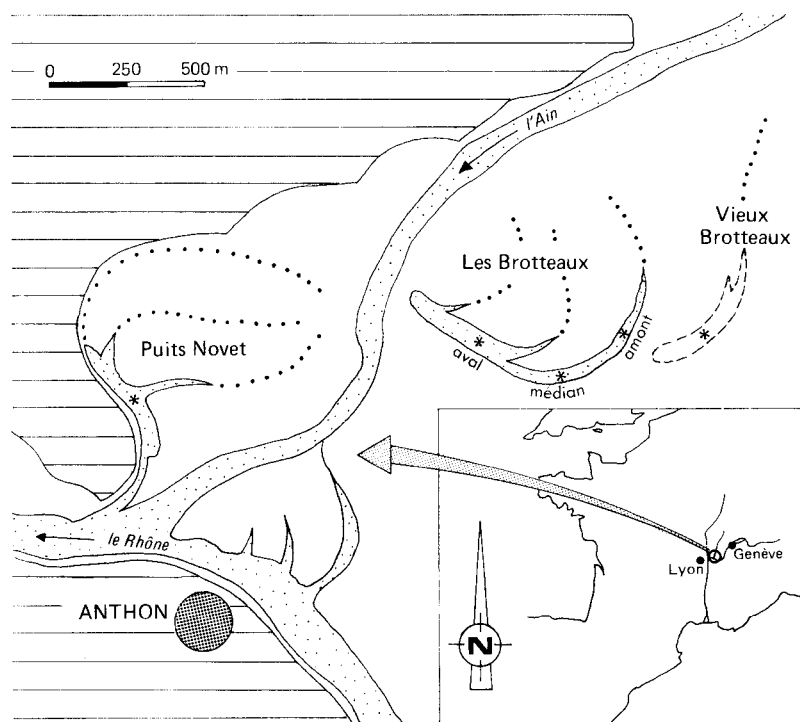 0 250 500 m
l'Ain
Vieux
Brotteaux
Les Brotteaux
Puits Novet
*
aval
*
médian
*
amont
*
*
le Rhône
ANTHON
Lyon
Genève
N